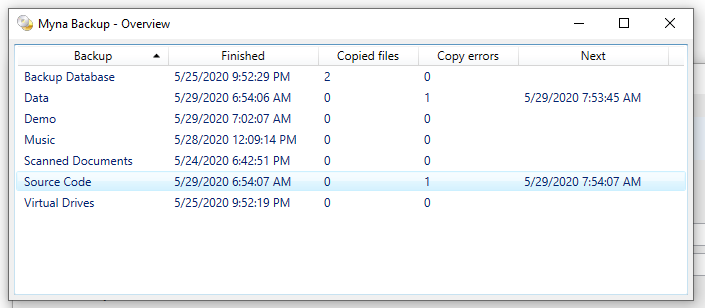 Myna Backup - Overview
Backup Finished Copied files Copy errors Next
Backup Database 5/25/2020 9:52:29 PM 2 0
Data 5/29/2020 6:54:06 AM 0 1 5/29/2020 7:53:45 AM
Demo 5/29/2020 7:02:07 AM 0 0
Music 5/28/2020 12:09:14 PM 0 0
Scanned Documents 5/24/2020 6:42:51 PM 0 0
Source Code 5/29/2020 6:54:07 AM 0 1 5/29/2020 7:54:07 AM
Virtual Drives 5/25/2020 9:52:19 PM 0 0